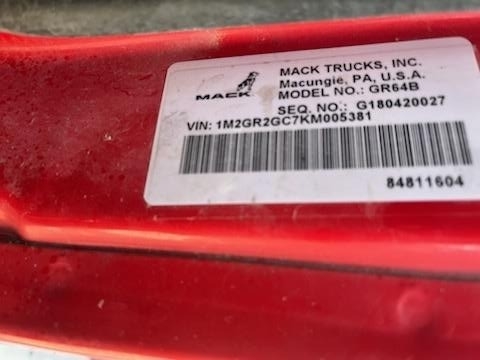 MACK TRUCKS, INC.
Macungie, PA, U.S.A.
MODEL NO.: GR64B
MACK
SEQ. NO.: G180420027
VIN: 1M2GR2GC7KM005381
84811604